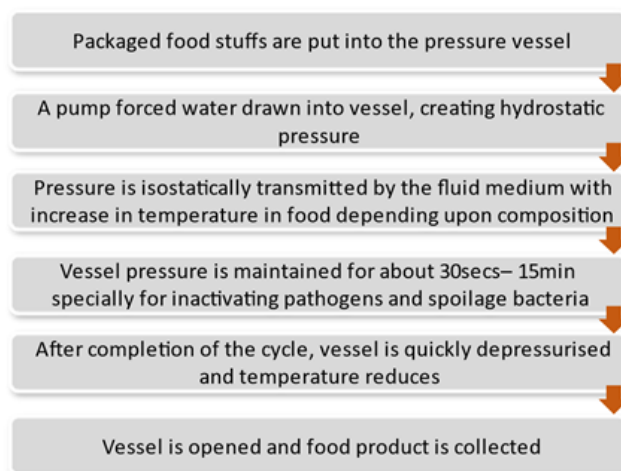 Packaged food stuffs are put into the pressure vessel
A pump forced water drawn into vessel, creating hydrostatic
pressure
Pressure is isostatically transmitted by the fluid medium with
increase in temperature in food depending upon composition
Vessel pressure is maintained for about 30secs– 15min
specially for inactivating pathogens and spoilage bacteria
After completion of the cycle, vessel is quickly depressurised
and temperature reduces
Vessel is opened and food product is collected